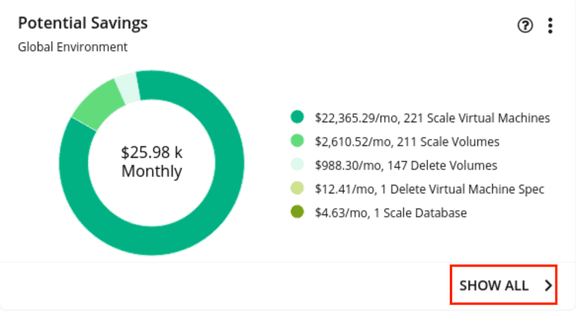 Potential Savings
Global Environment
$25.98 k
Monthly
$22,365.29/mo, 221 Scale Virtual Machines
$2,610.52/mo, 211 Scale Volumes
$988.30/mo, 147 Delete Volumes
$12.41/mo, 1 Delete Virtual Machine Spec
$4.63/mo, 1 Scale Database
SHOW ALL